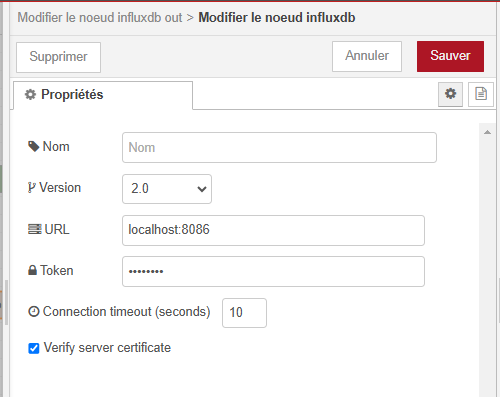 Modifier le noeud influxdb out > Modifier le noeud influxdb
Supprimer Annuler Sauver
Propriétés
Nom Nom
Version 2.0
URL localhost:8086
Token ••••••••
Connection timeout (seconds) 10
Verify server certificate